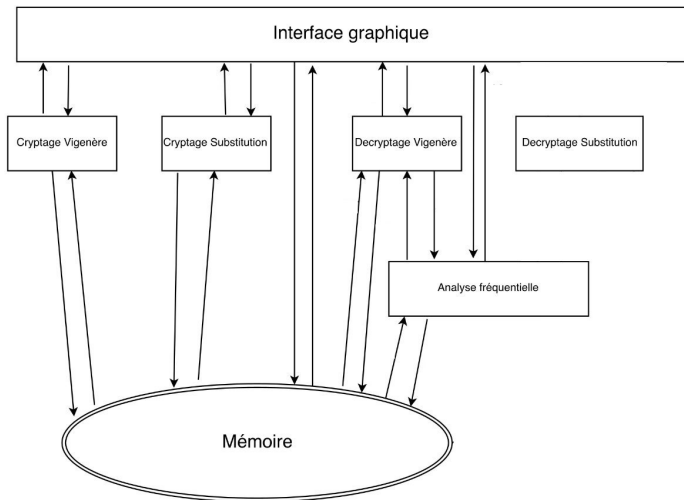 Interface graphique
Cryptage Vigenère
Cryptage Substitution
Decryptage Vigenère
Decryptage Substitution
Analyse fréquentielle
Mémoire